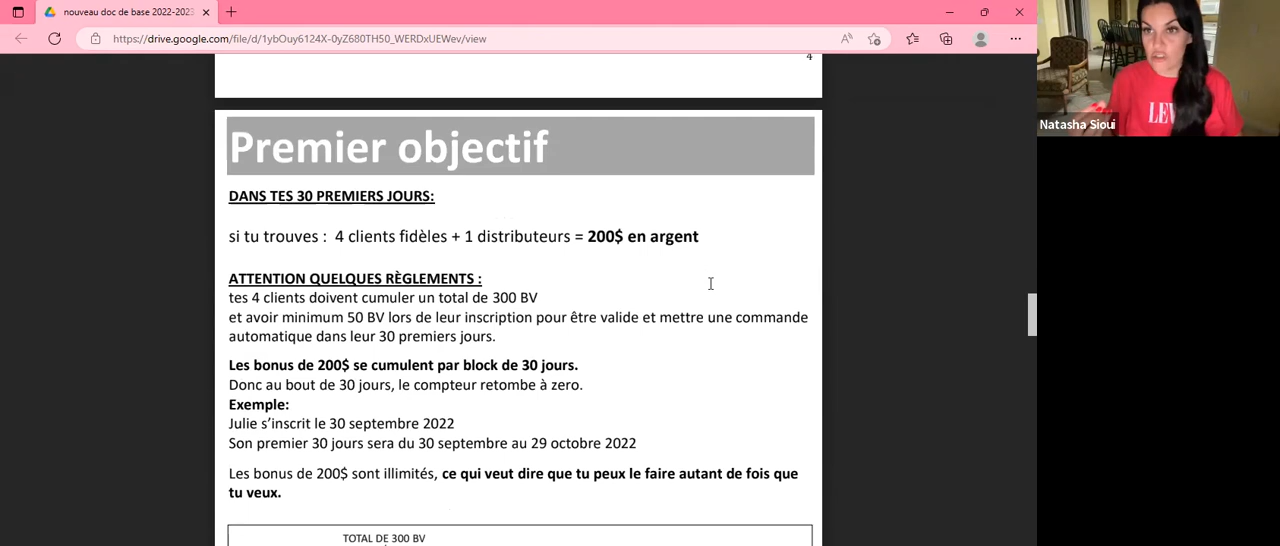 nouveau doc de base 2022-2023
https://drive.google.com/file/d/1ybOuy6124X-0yZ680TH50_WERDxUEWev/view
4
Premier objectif
DANS TES 30 PREMIERS JOURS:
si tu trouves : 4 clients fidèles + 1 distributeurs = 200$ en argent
ATTENTION QUELQUES RÈGLEMENTS :
tes 4 clients doivent cumuler un total de 300 BV
et avoir minimum 50 BV lors de leur inscription pour être valide et mettre une commande
automatique dans leur 30 premiers jours.
Les bonus de 200$ se cumulent par block de 30 jours.
Donc au bout de 30 jours, le compteur retombe à zero.
Exemple:
Julie s’inscrit le 30 septembre 2022
Son premier 30 jours sera du 30 septembre au 29 octobre 2022
Les bonus de 200$ sont illimités, ce qui veut dire que tu peux le faire autant de fois que
tu veux.
TOTAL DE 300 BV
Natasha Sioui